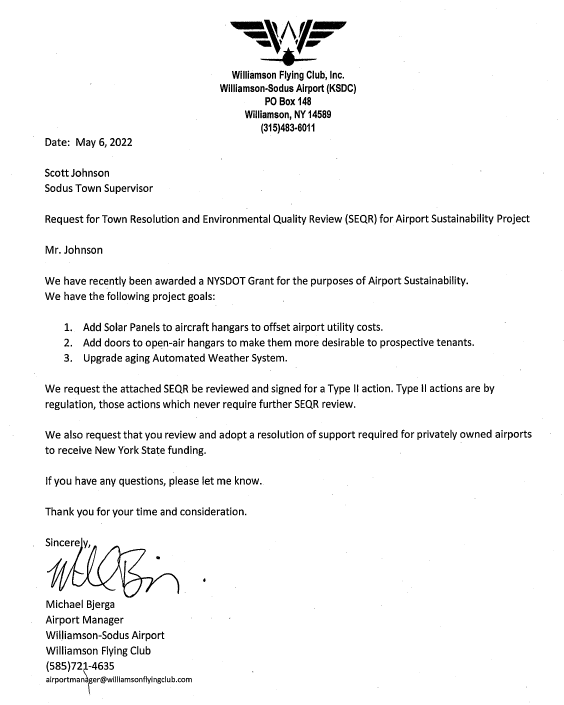 W
Williamson Flying Club, Inc.
Williamson-Sodus Airport (KSDC)
PO Box 148
Williamson, NY 14589
(315)483-6011
Date: May 6, 2022
Scott Johnson
Sodus Town Supervisor
Request for Town Resolution and Environmental Quality Review (SEQR) for Airport Sustainability Project
Mr. Johnson
We have recently been awarded a NYSDOT Grant for the purposes of Airport Sustainability.
We have the following project goals:
1. Add Solar Panels to aircraft hangars to offset airport utility costs.
2. Add doors to open-air hangars to make them more desirable to prospective tenants.
3. Upgrade aging Automated Weather System.
We request the attached SEQR be reviewed and signed for a Type II action. Type II actions are by
regulation, those actions which never require further SEQR review.
We also request that you review and adopt a resolution of support required for privately owned airports
to receive New York State funding.
If you have any questions, please let me know.
Thank you for your time and consideration.
Sincerely,
Michael Bjerga
Airport Manager
Williamson-Sodus Airport
Williamson Flying Club
(585)721-4635
airportmanager@williamsonflyingclub.com